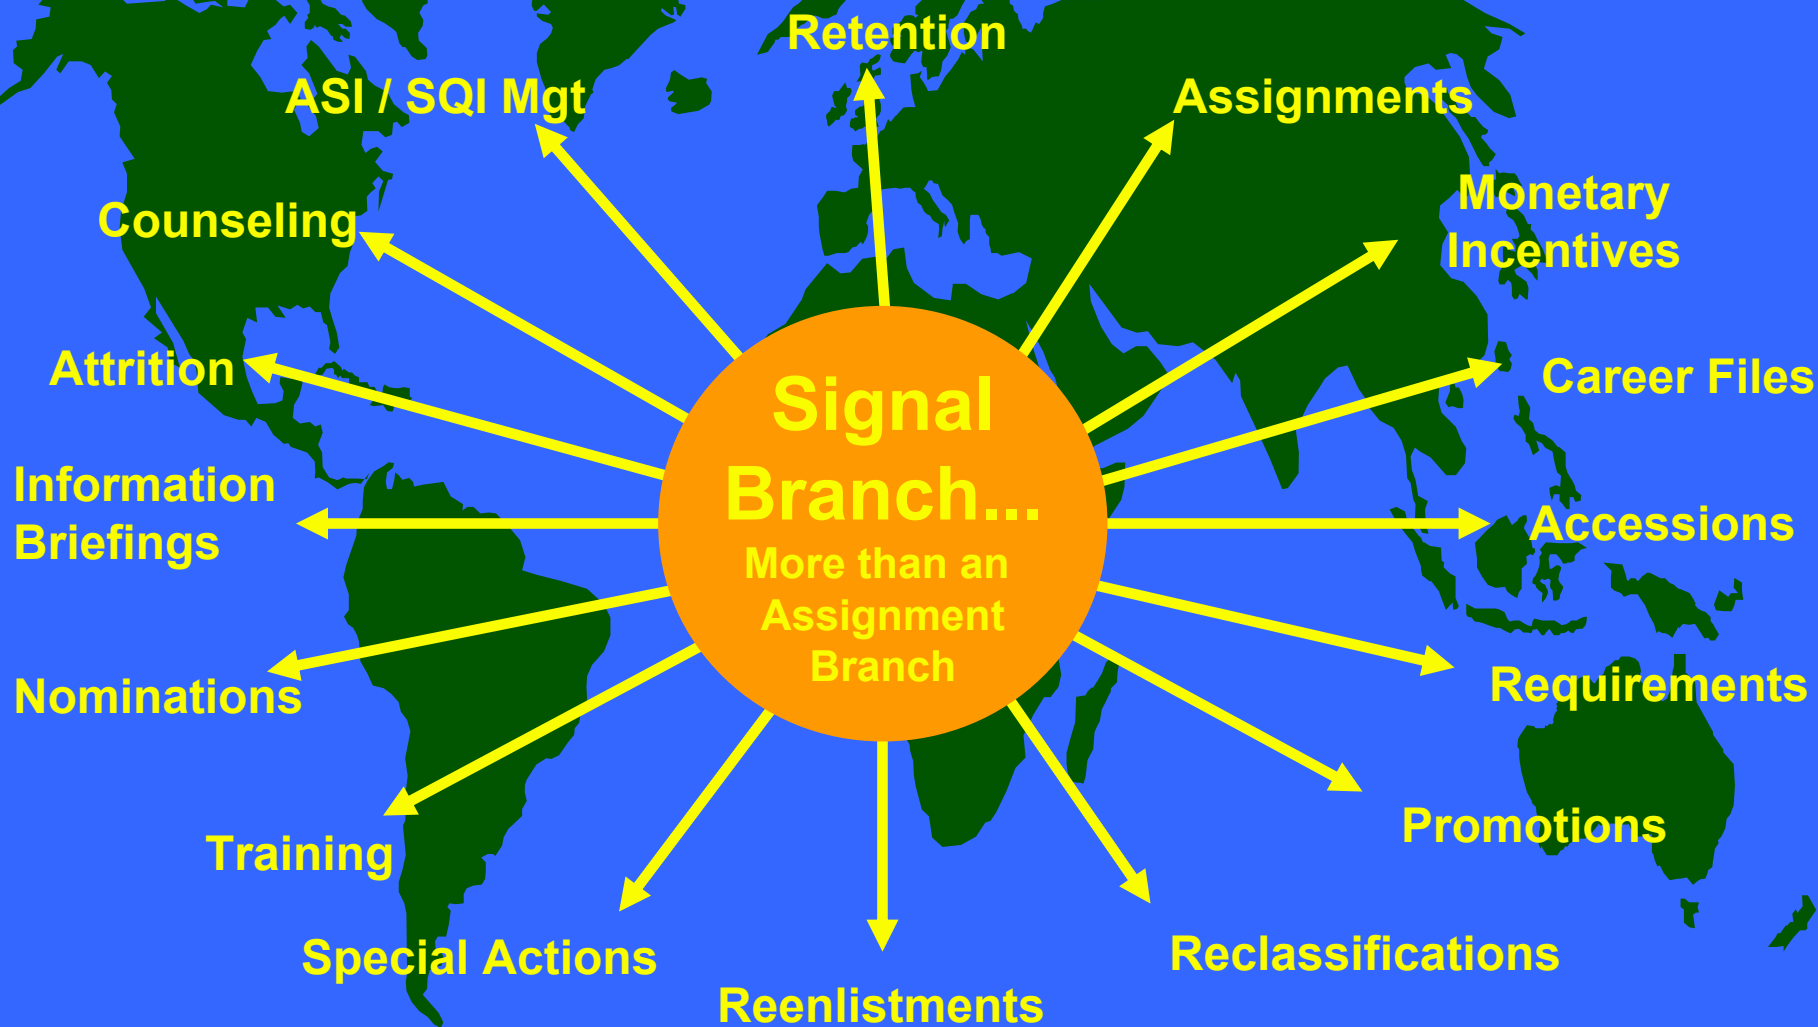 Retention
ASI / SQI Mgt
Assignments
Monetary
Incentives
Counseling
Attrition
Career Files
Signal
Branch...
More than an
Assignment
Branch
Information
Briefings
Accessions
Nominations
Requirements
Training
Promotions
Special Actions
Reclassifications
Reenlistments